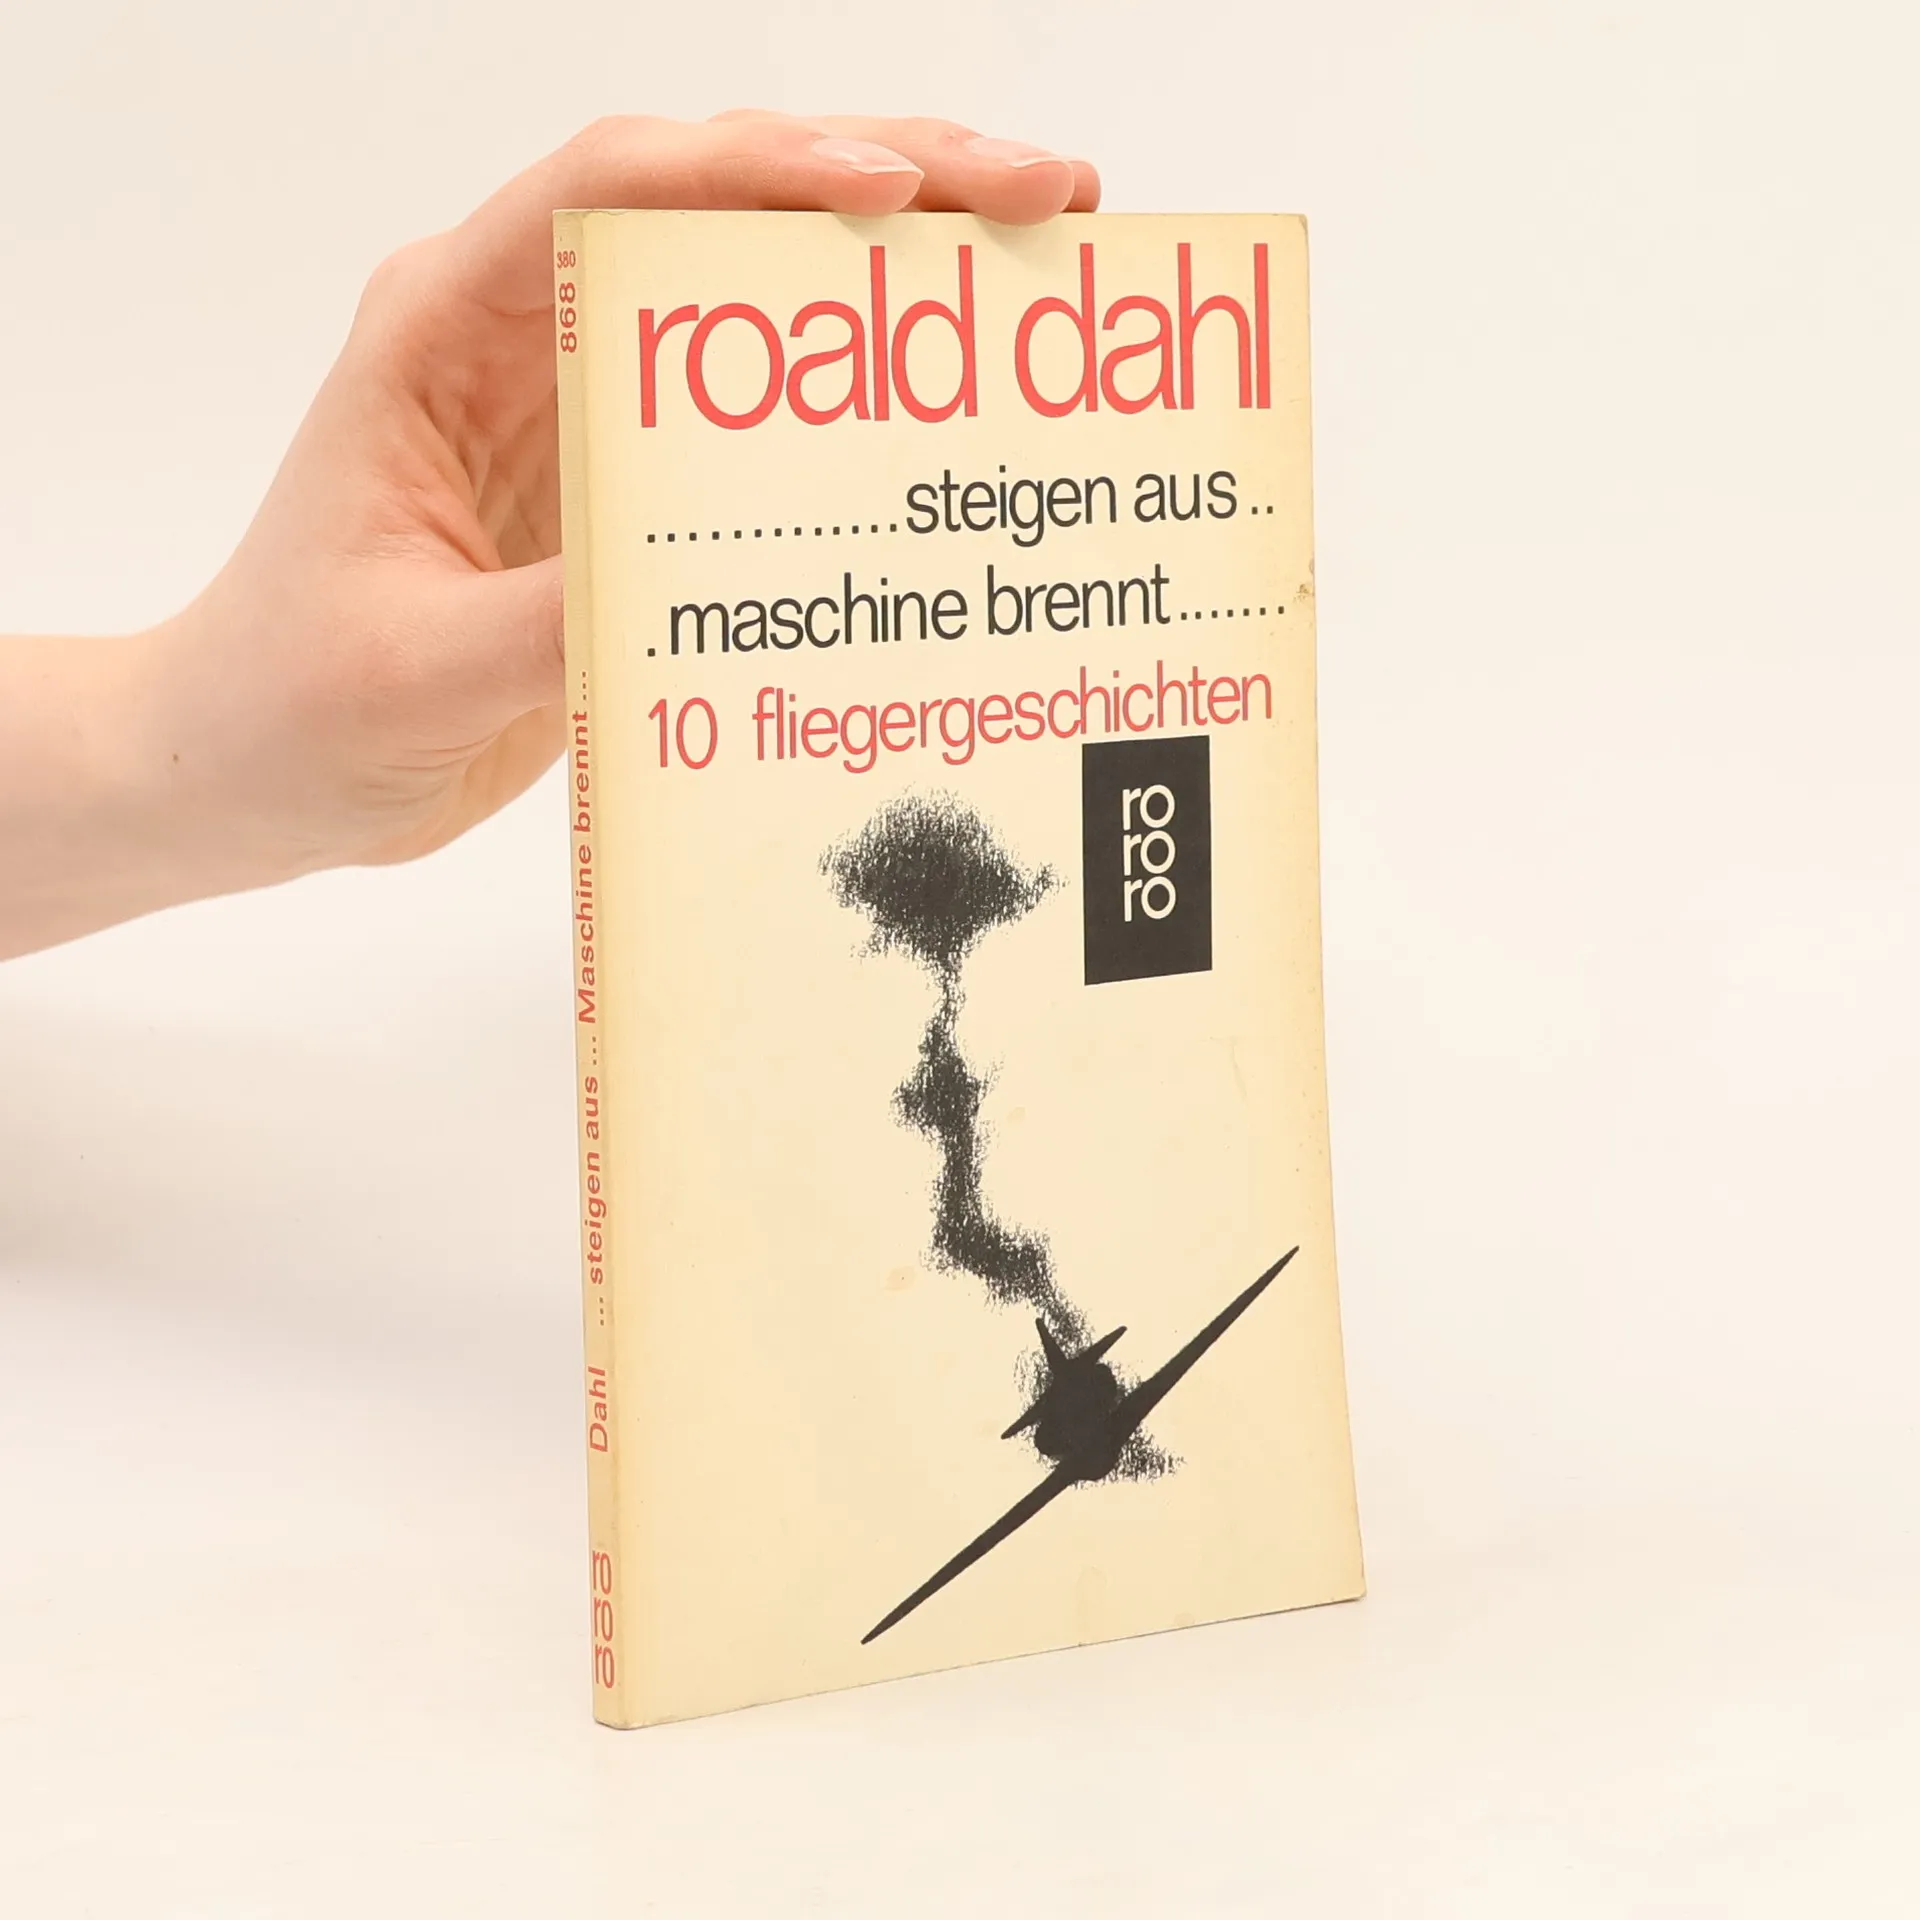 roald dahl
.............steigen aus..
.maschine brennt.......
10 fliegergeschichten
ro
ro
ro
380
868
Dahl ... steigen aus ... Maschine brennt ...
ro
ro
ro